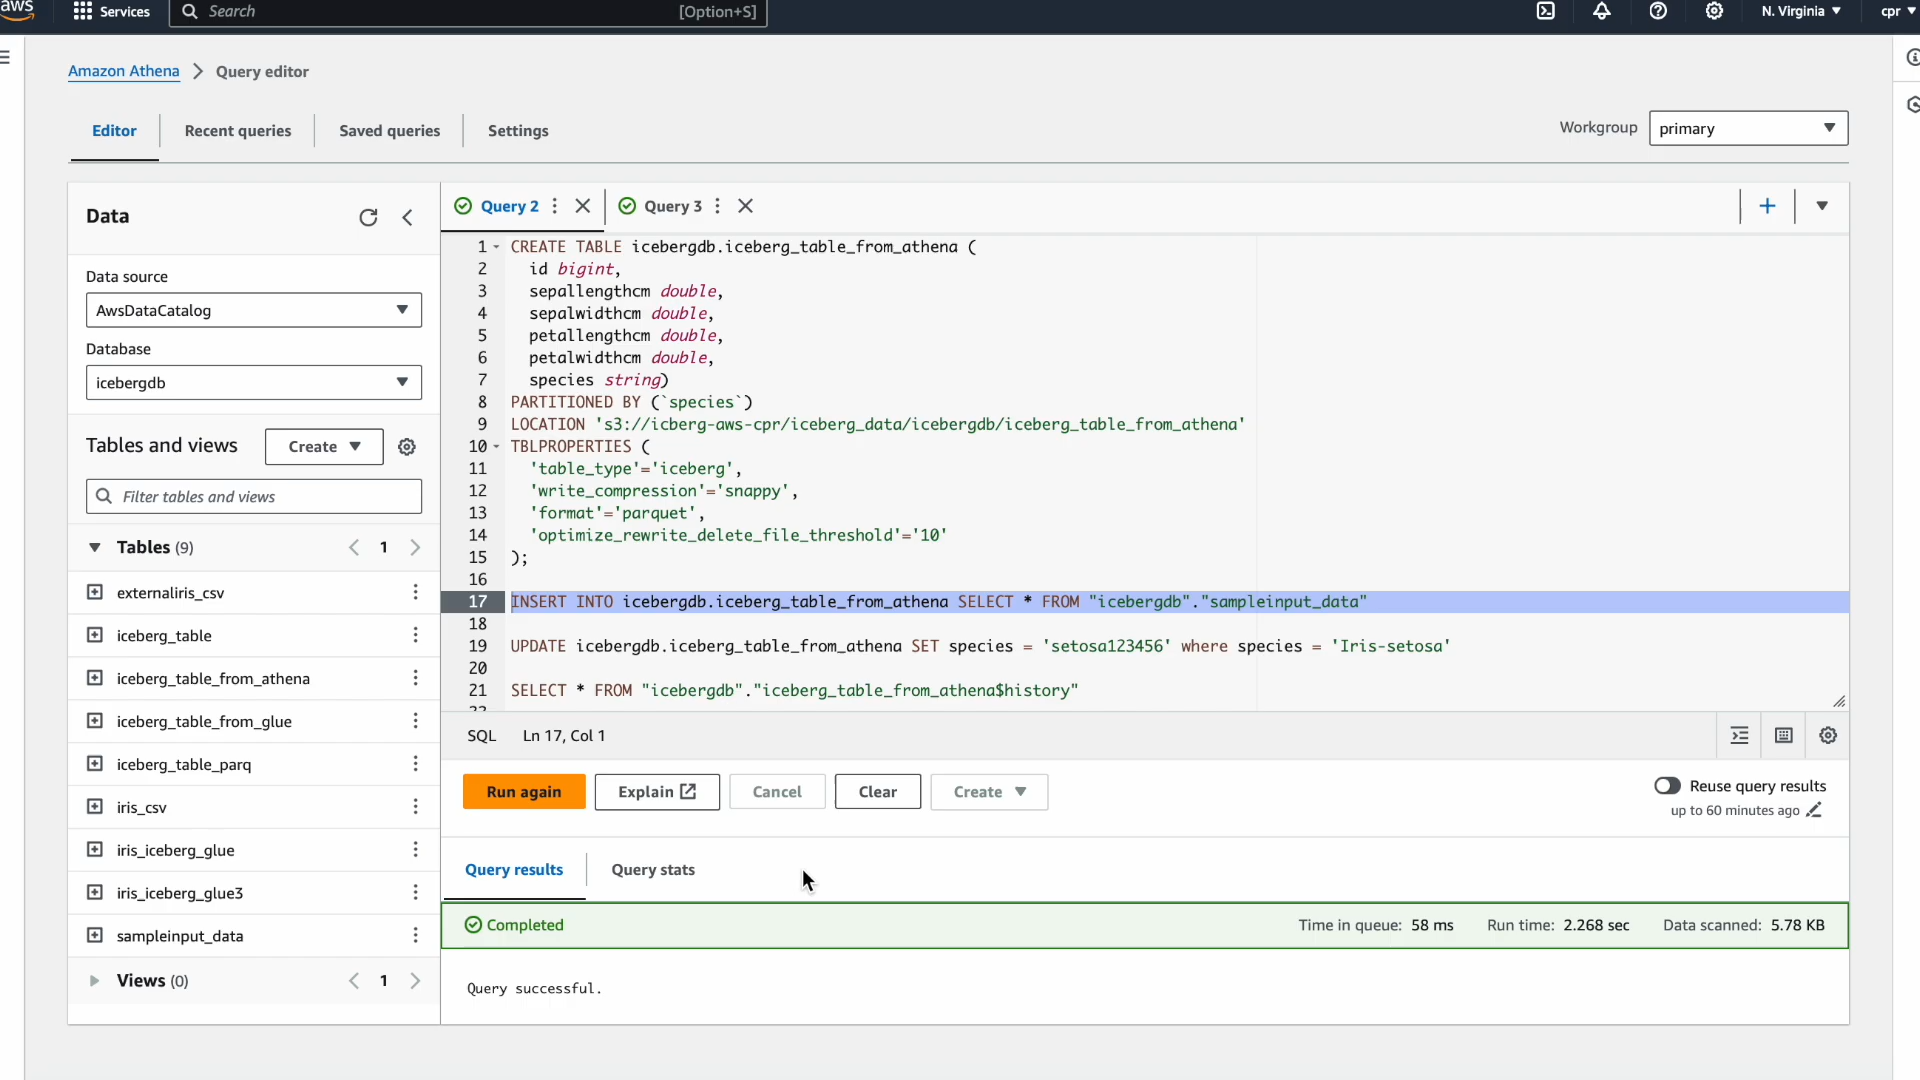 aws
Services
Search
[Option+S]
N. Virginia
cpr
Amazon Athena
Query editor
Editor
Recent queries
Saved queries
Settings
Workgroup
primary
Data
Data source
AwsDataCatalog
Database
icebergdb
Tables and views
Create
Filter tables and views
Tables (9)
1
externaliris_csv
iceberg_table
iceberg_table_from_athena
iceberg_table_from_glue
iceberg_table_parq
iris_csv
iris_iceberg_glue
iris_iceberg_glue3
sampleinput_data
Views (0)
1
Query 2
Query 3
1 CREATE TABLE icebergdb.iceberg_table_from_athena (
2 id bigint,
3 sepallengthcm double,
4 sepalwidthcm double,
5 petallengthcm double,
6 petalwidthcm double,
7 species string)
8 PARTITIONED BY (`species`)
9 LOCATION 's3://icberg-aws-cpr/iceberg_data/icebergdb/iceberg_table_from_athena'
10 TBLPROPERTIES (
11 'table_type'='iceberg',
12 'write_compression'='snappy',
13 'format'='parquet',
14 'optimize_rewrite_delete_file_threshold'='10'
15 );
16
17 INSERT INTO icebergdb.iceberg_table_from_athena SELECT * FROM "icebergdb"."sampleinput_data"
18
19 UPDATE icebergdb.iceberg_table_from_athena SET species = 'setosa123456' where species = 'Iris-setosa'
20
21 SELECT * FROM "icebergdb"."iceberg_table_from_athena$history"
22
SQL
Ln 17, Col 1
Run again
Explain
Cancel
Clear
Create
Reuse query results
up to 60 minutes ago
Query results
Query stats
Completed
Time in queue: 58 ms
Run time: 2.268 sec
Data scanned: 5.78 KB
Query successful.